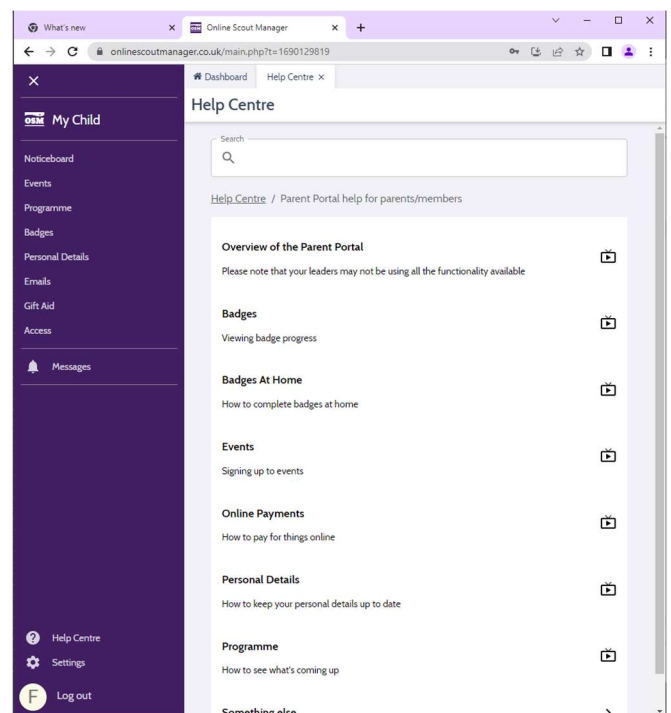 What's new
Online Scout Manager
onlinescoutmanager.co.uk/main.php?t=1690129819
Dashboard
Help Centre
Help Centre
OSM My Child
Noticeboard
Events
Programme
Badges
Personal Details
Emails
Gift Aid
Access
Messages
Help Centre
Settings
F Log out
Search
Help Centre / Parent Portal help for parents/members
Overview of the Parent Portal
Please note that your leaders may not be using all the functionality available
Badges
Viewing badge progress
Badges At Home
How to complete badges at home
Events
Signing up to events
Online Payments
How to pay for things online
Personal Details
How to keep your personal details up to date
Programme
How to see what's coming up
Something else